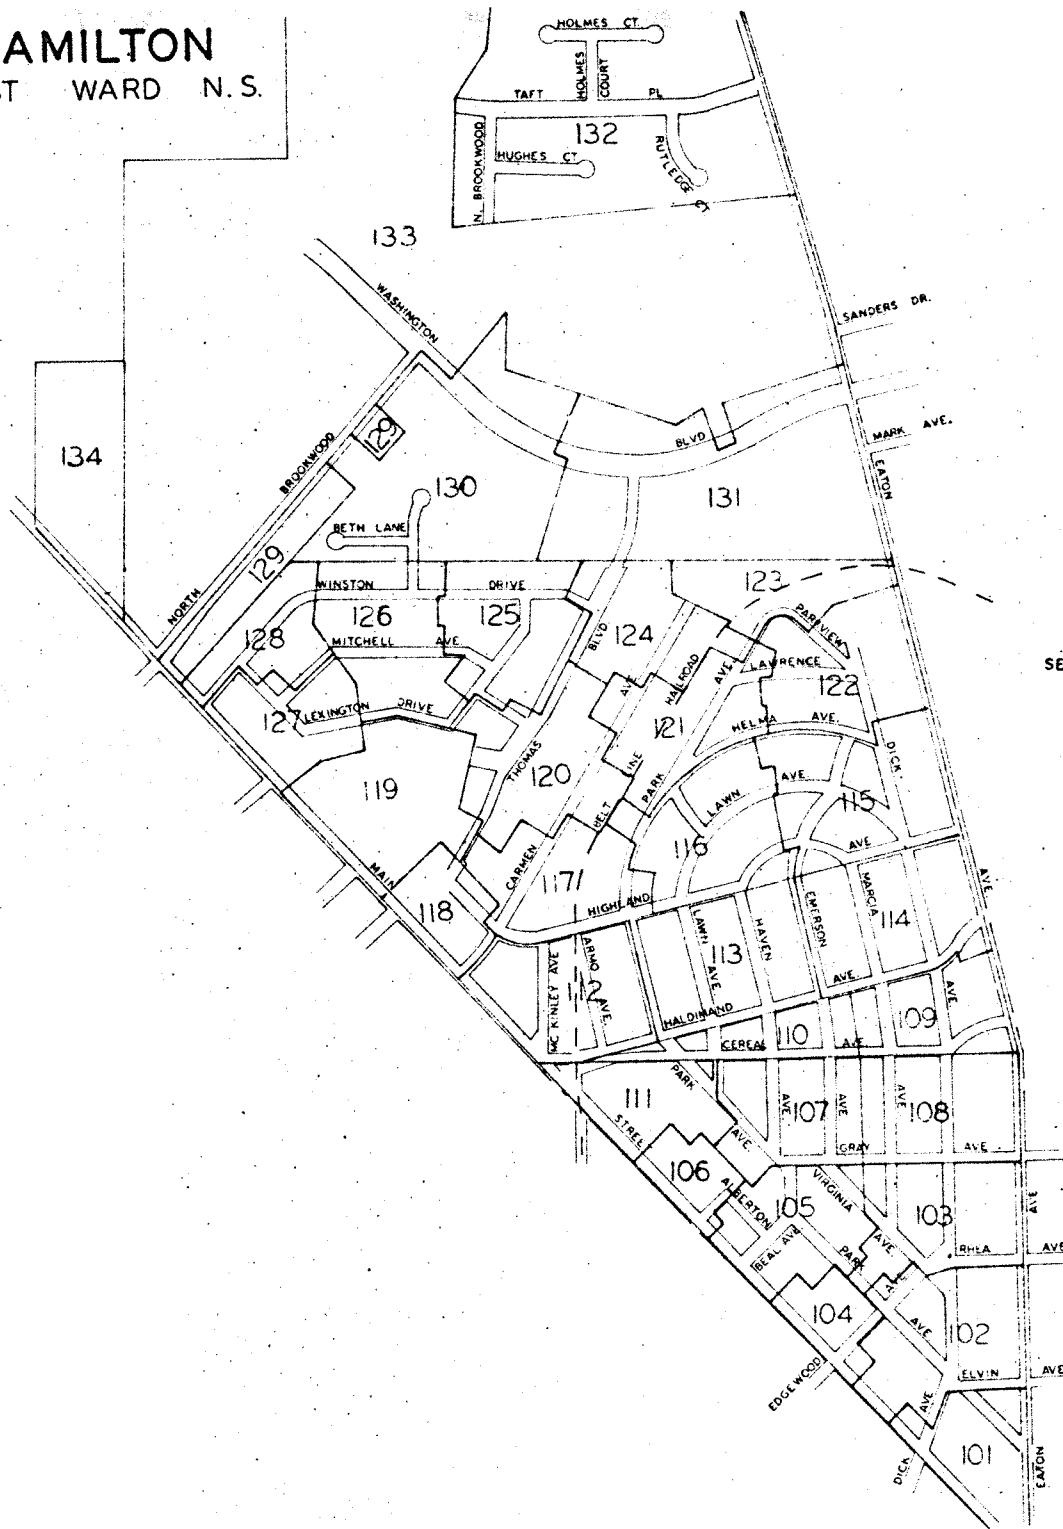 AMILTON
ST WARD N.S.
HOLMES CT.
HOLMES COURT
TAFT PL
132
N. BROOKWOOD
HUGHES CT
RUTLEDGE CT
133
WASHINGTON
SANDERS DR.
134
BROOKWOOD
129
BLVD
MARK AVE.
EATON
130
131
BETH LANE
129
NORTH
WINSTON DRIVE
123
126
125
128
MITCHELL AVE
BLVD
124
PARKVIEW
SE
LAWRENCE
122
AVE
RAILROAD
AVE.
127
LEXINGTON DRIVE
121
HELMA AVE.
DICK
119
THOMAS
120
LINE
PARK
BELT
LAWN AVE.
115
116
AVE
MAIN
CARMEN
117
118
HIGHLAND
EMERSON
MARCIA
AVE.
114
LAWN AVE.
113
HAVEN
MC KINLEY AVE
ARMO AVE.
112
AVE.
HALDIMAND
AVE.
110
109
CEREAL AVE
PARK
111
AVE
107
AVE
AVE
108
STREET
AVE.
GRAY AVE
106
ALBERTON
105
VIRGINIA
103
AVE
BEAL AVE
PARK
AVE.
RHEA AVE
AVE
104
AVE
102
EDGEWOOD
ELVIN AVE
AVE
101
DICK
EATON